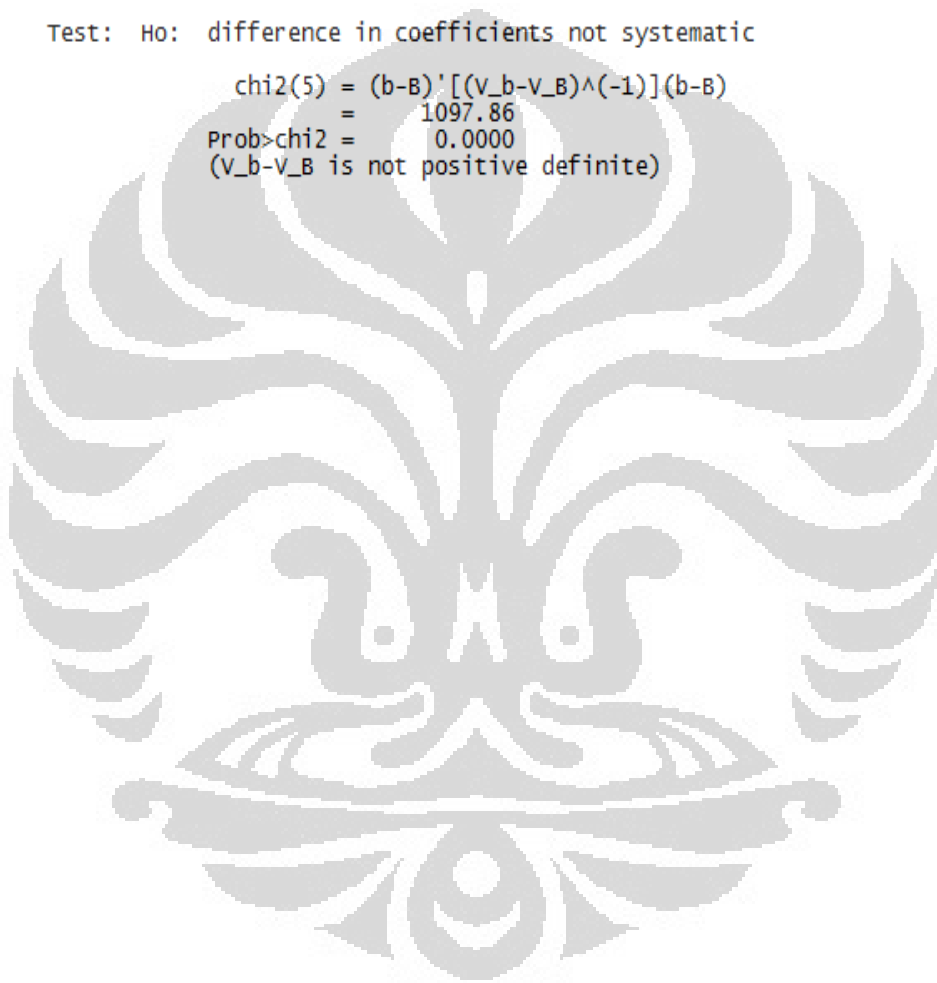 Test: Ho: difference in coefficients not systematic
chi2(5) = (b-B)'[(V_b-V_B)^(-1)](b-B)
= 1097.86
Prob>chi2 = 0.0000
(V_b-V_B is not positive definite)